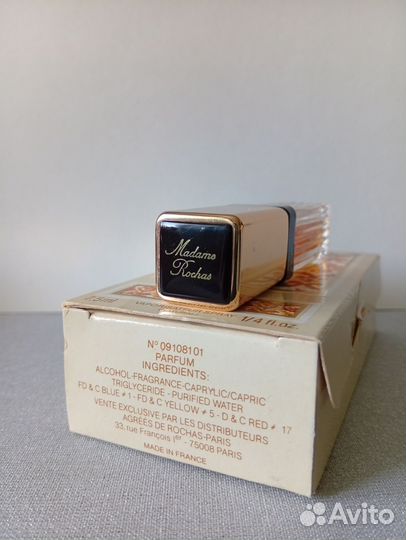 Madame
Rochas
1/4 fl.oz.
N° 09108101
PARFUM
INGREDIENTS:
ALCOHOL-FRAGRANCE-CAPRYLIC/CAPRIC
TRIGLYCERIDE - PURIFIED WATER
FD & C BLUE # 1 - FD & C YELLOW # 5 - D & C RED # 17
VENTE EXCLUSIVE PAR LES DISTRIBUTEURS
AGRÉES DE ROCHAS-PARIS
33, rue François Ier - 75008 PARIS
MADE IN FRANCE
Avito